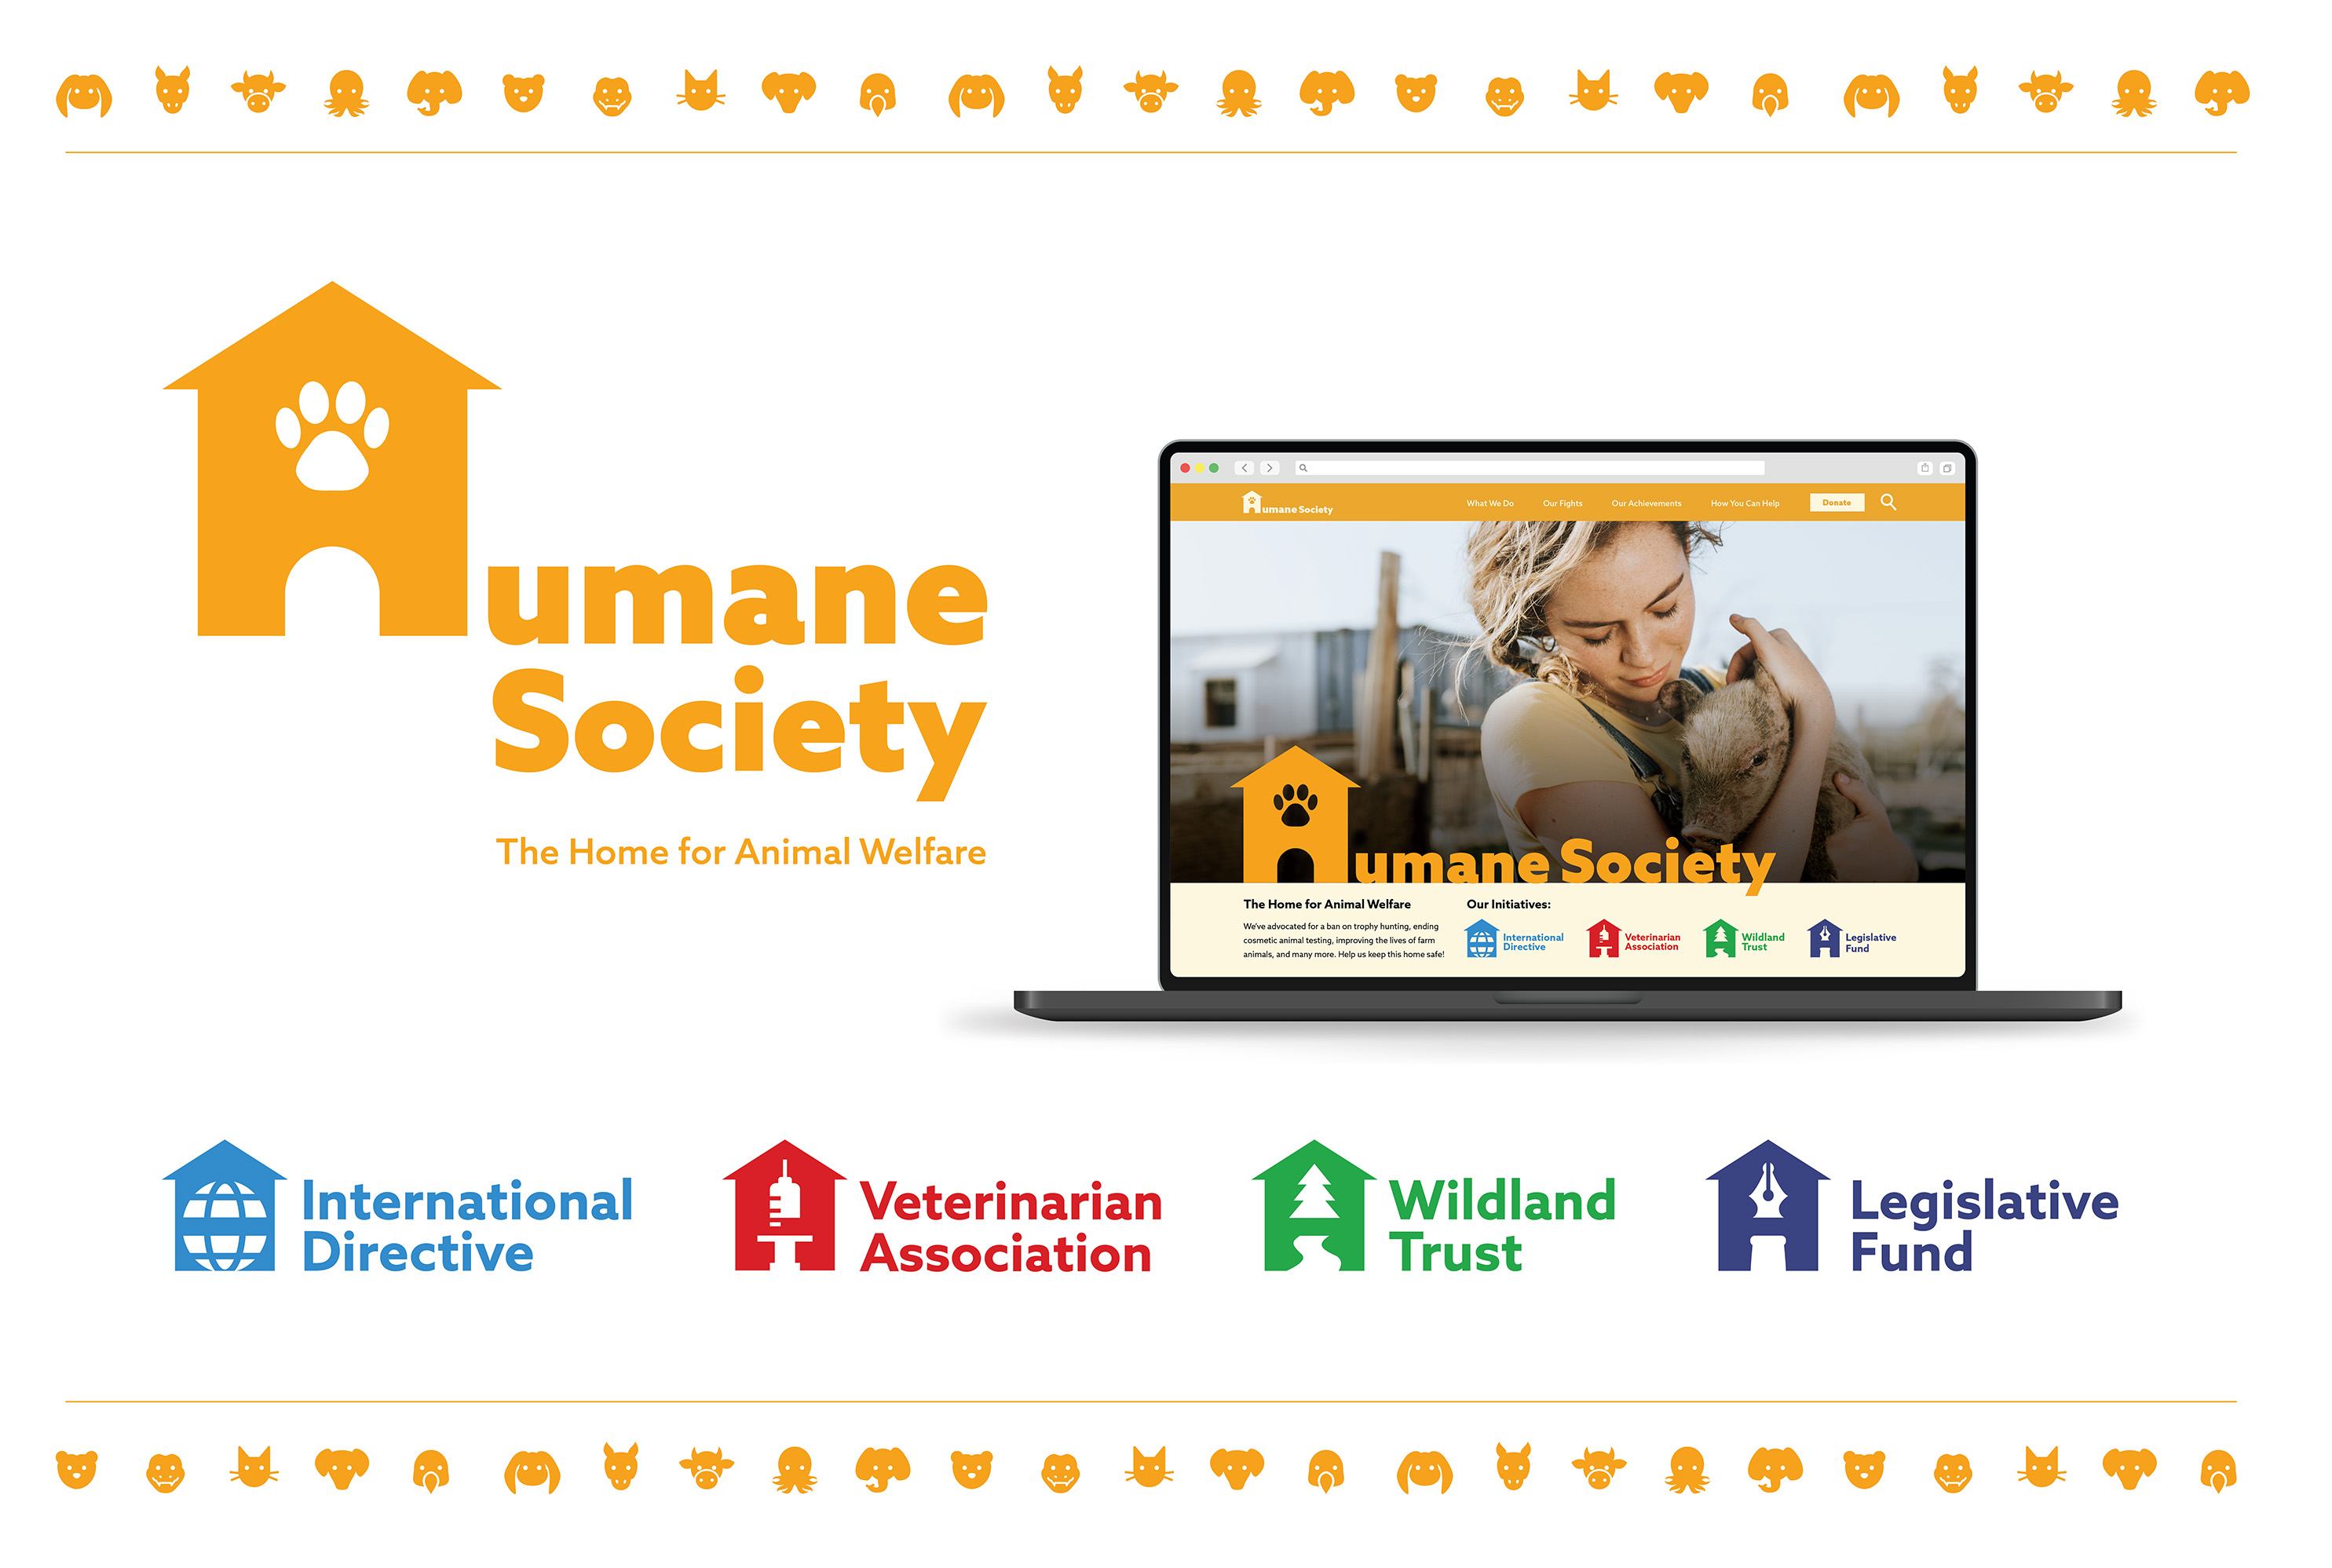 Humane
Society
The Home for Animal Welfare
Humane Society
What We Do
Our Fights
Our Achievements
How You Can Help
Donate
Humane Society
The Home for Animal Welfare
We've advocated for a ban on trophy hunting, ending
cosmetic animal testing, improving the lives of farm
animals, and many more. Help us keep this home safe!
Our Initiatives:
International
Directive
Veterinarian
Association
Wildland
Trust
Legislative
Fund
International
Directive
Veterinarian
Association
Wildland
Trust
Legislative
Fund